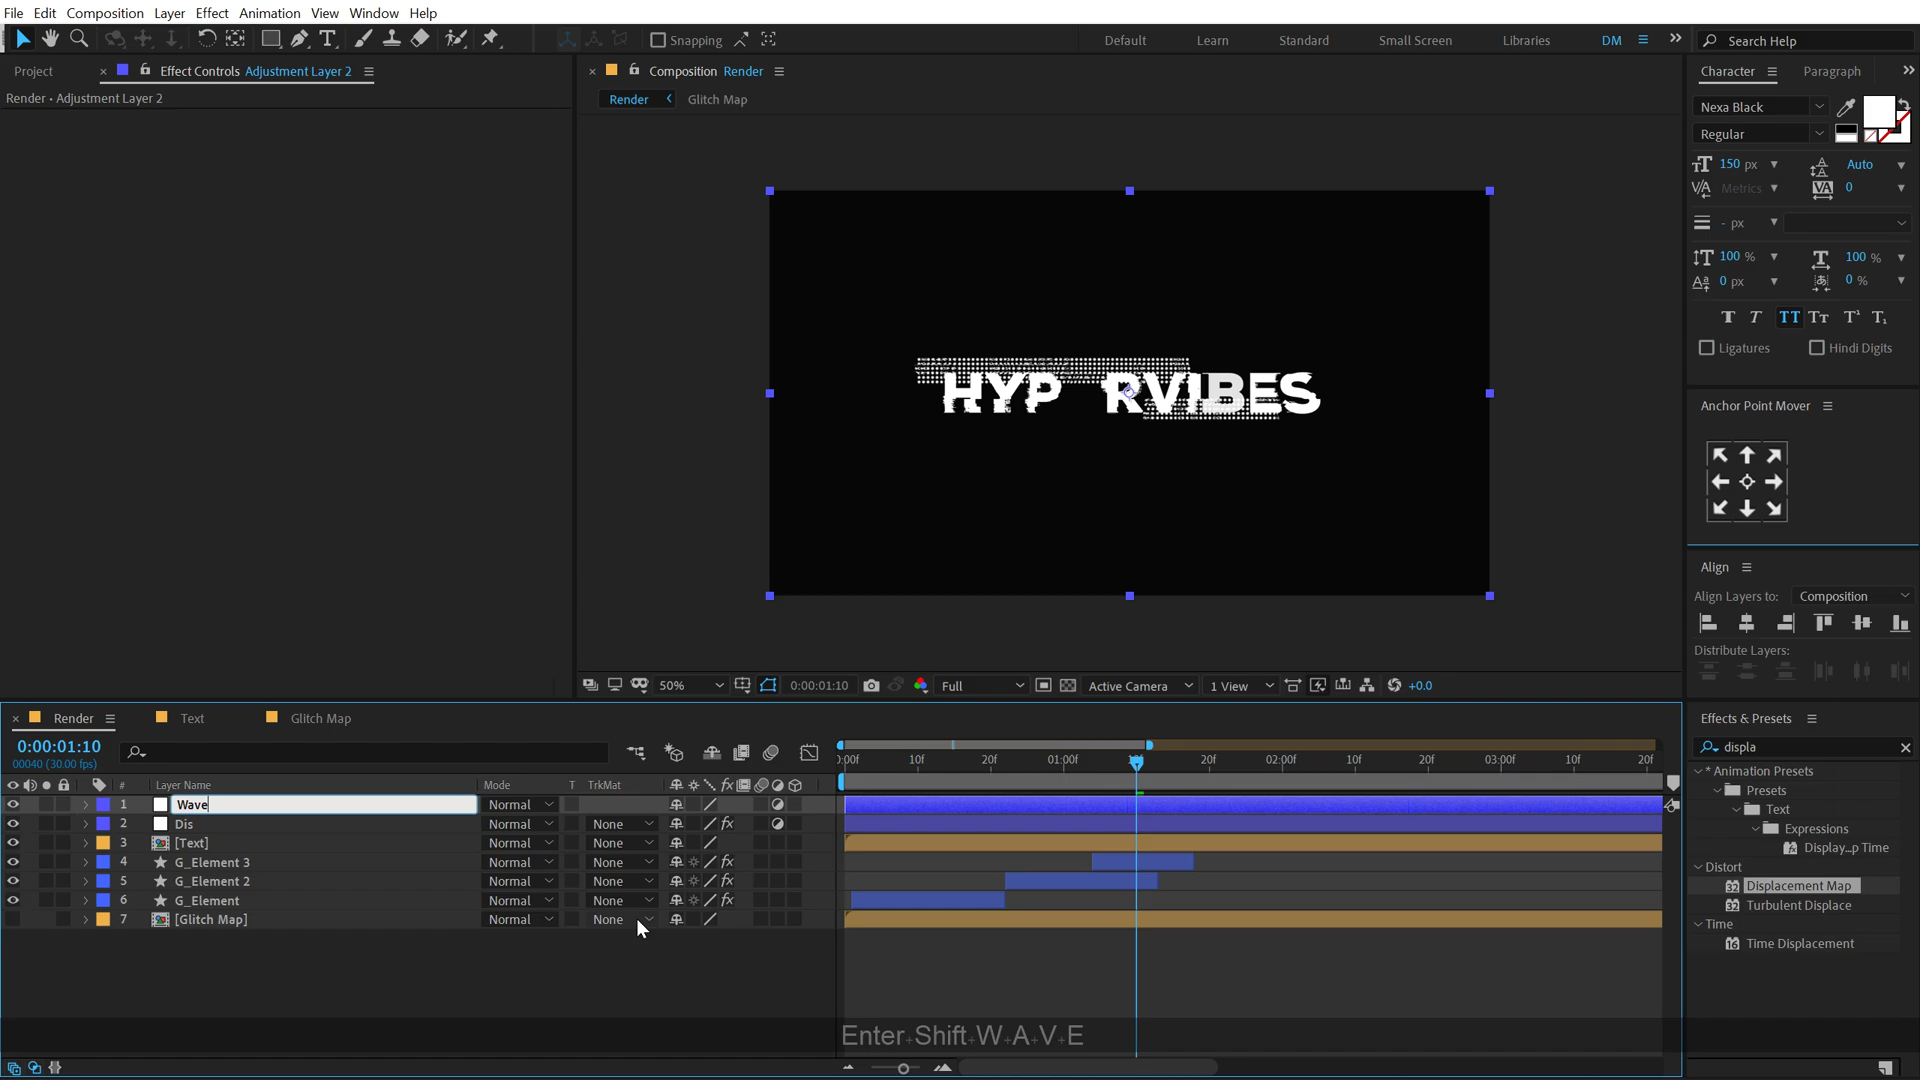 File Edit Composition Layer Effect Animation View Window Help
Snapping Default Learn Standard Small Screen Libraries DM Search Help
Project Effect Controls Adjustment Layer 2 Composition Render Character Paragraph
Render • Adjustment Layer 2 Render Glitch Map
Nexa Black
Regular
150 px Auto
Metrics 0
- px
100 % 100 %
0 px 0 %
TT
Ligatures Hindi Digits
Anchor Point Mover
HYP RVIBES
Align
Align Layers to: Composition
Distribute Layers:
50% 0:00:01:10 Full Active Camera 1 View +0.0
Render Text Glitch Map Effects & Presets
0:00:01:10
00040 (30.00 fps)
displa
:00f 10f 20f 01:00f 10f 20f 02:00f 10f 20f 03:00f 10f 20f
# Layer Name Mode T TrkMat
1 Wave Normal
2 Dis Normal None
3 [Text] Normal None
4 G_Element 3 Normal None
5 G_Element 2 Normal None
6 G_Element Normal None
7 [Glitch Map] Normal None
* Animation Presets
Presets
Text
Expressions
Display...p Time
Distort
Displacement Map
Turbulent Displace
Time
Time Displacement
Enter+Shift+W+A+V+E